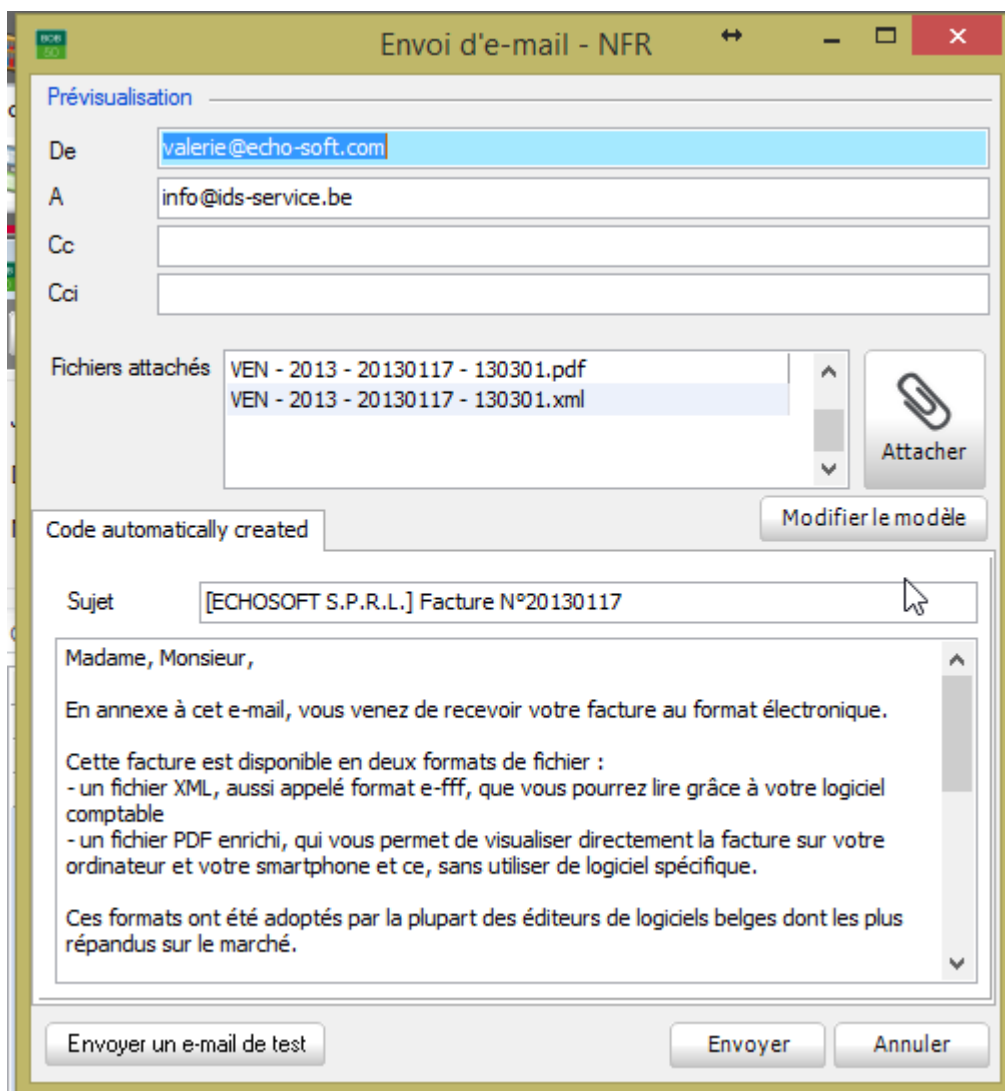 BOB
50
Envoi d'e-mail - NFR
Prévisualisation
De
valerie@echo-soft.com
A
info@ids-service.be
Cc
Cci
Fichiers attachés
VEN - 2013 - 20130117 - 130301.pdf
VEN - 2013 - 20130117 - 130301.xml
Attacher
Modifier le modèle
Code automatically created
Sujet
[ECHOSOFT S.P.R.L.] Facture N°20130117
Madame, Monsieur,
En annexe à cet e-mail, vous venez de recevoir votre facture au format électronique.
Cette facture est disponible en deux formats de fichier :
- un fichier XML, aussi appelé format e-fff, que vous pourrez lire grâce à votre logiciel
comptable
- un fichier PDF enrichi, qui vous permet de visualiser directement la facture sur votre
ordinateur et votre smartphone et ce, sans utiliser de logiciel spécifique.
Ces formats ont été adoptés par la plupart des éditeurs de logiciels belges dont les plus
répandus sur le marché.
Envoyer un e-mail de test
Envoyer
Annuler